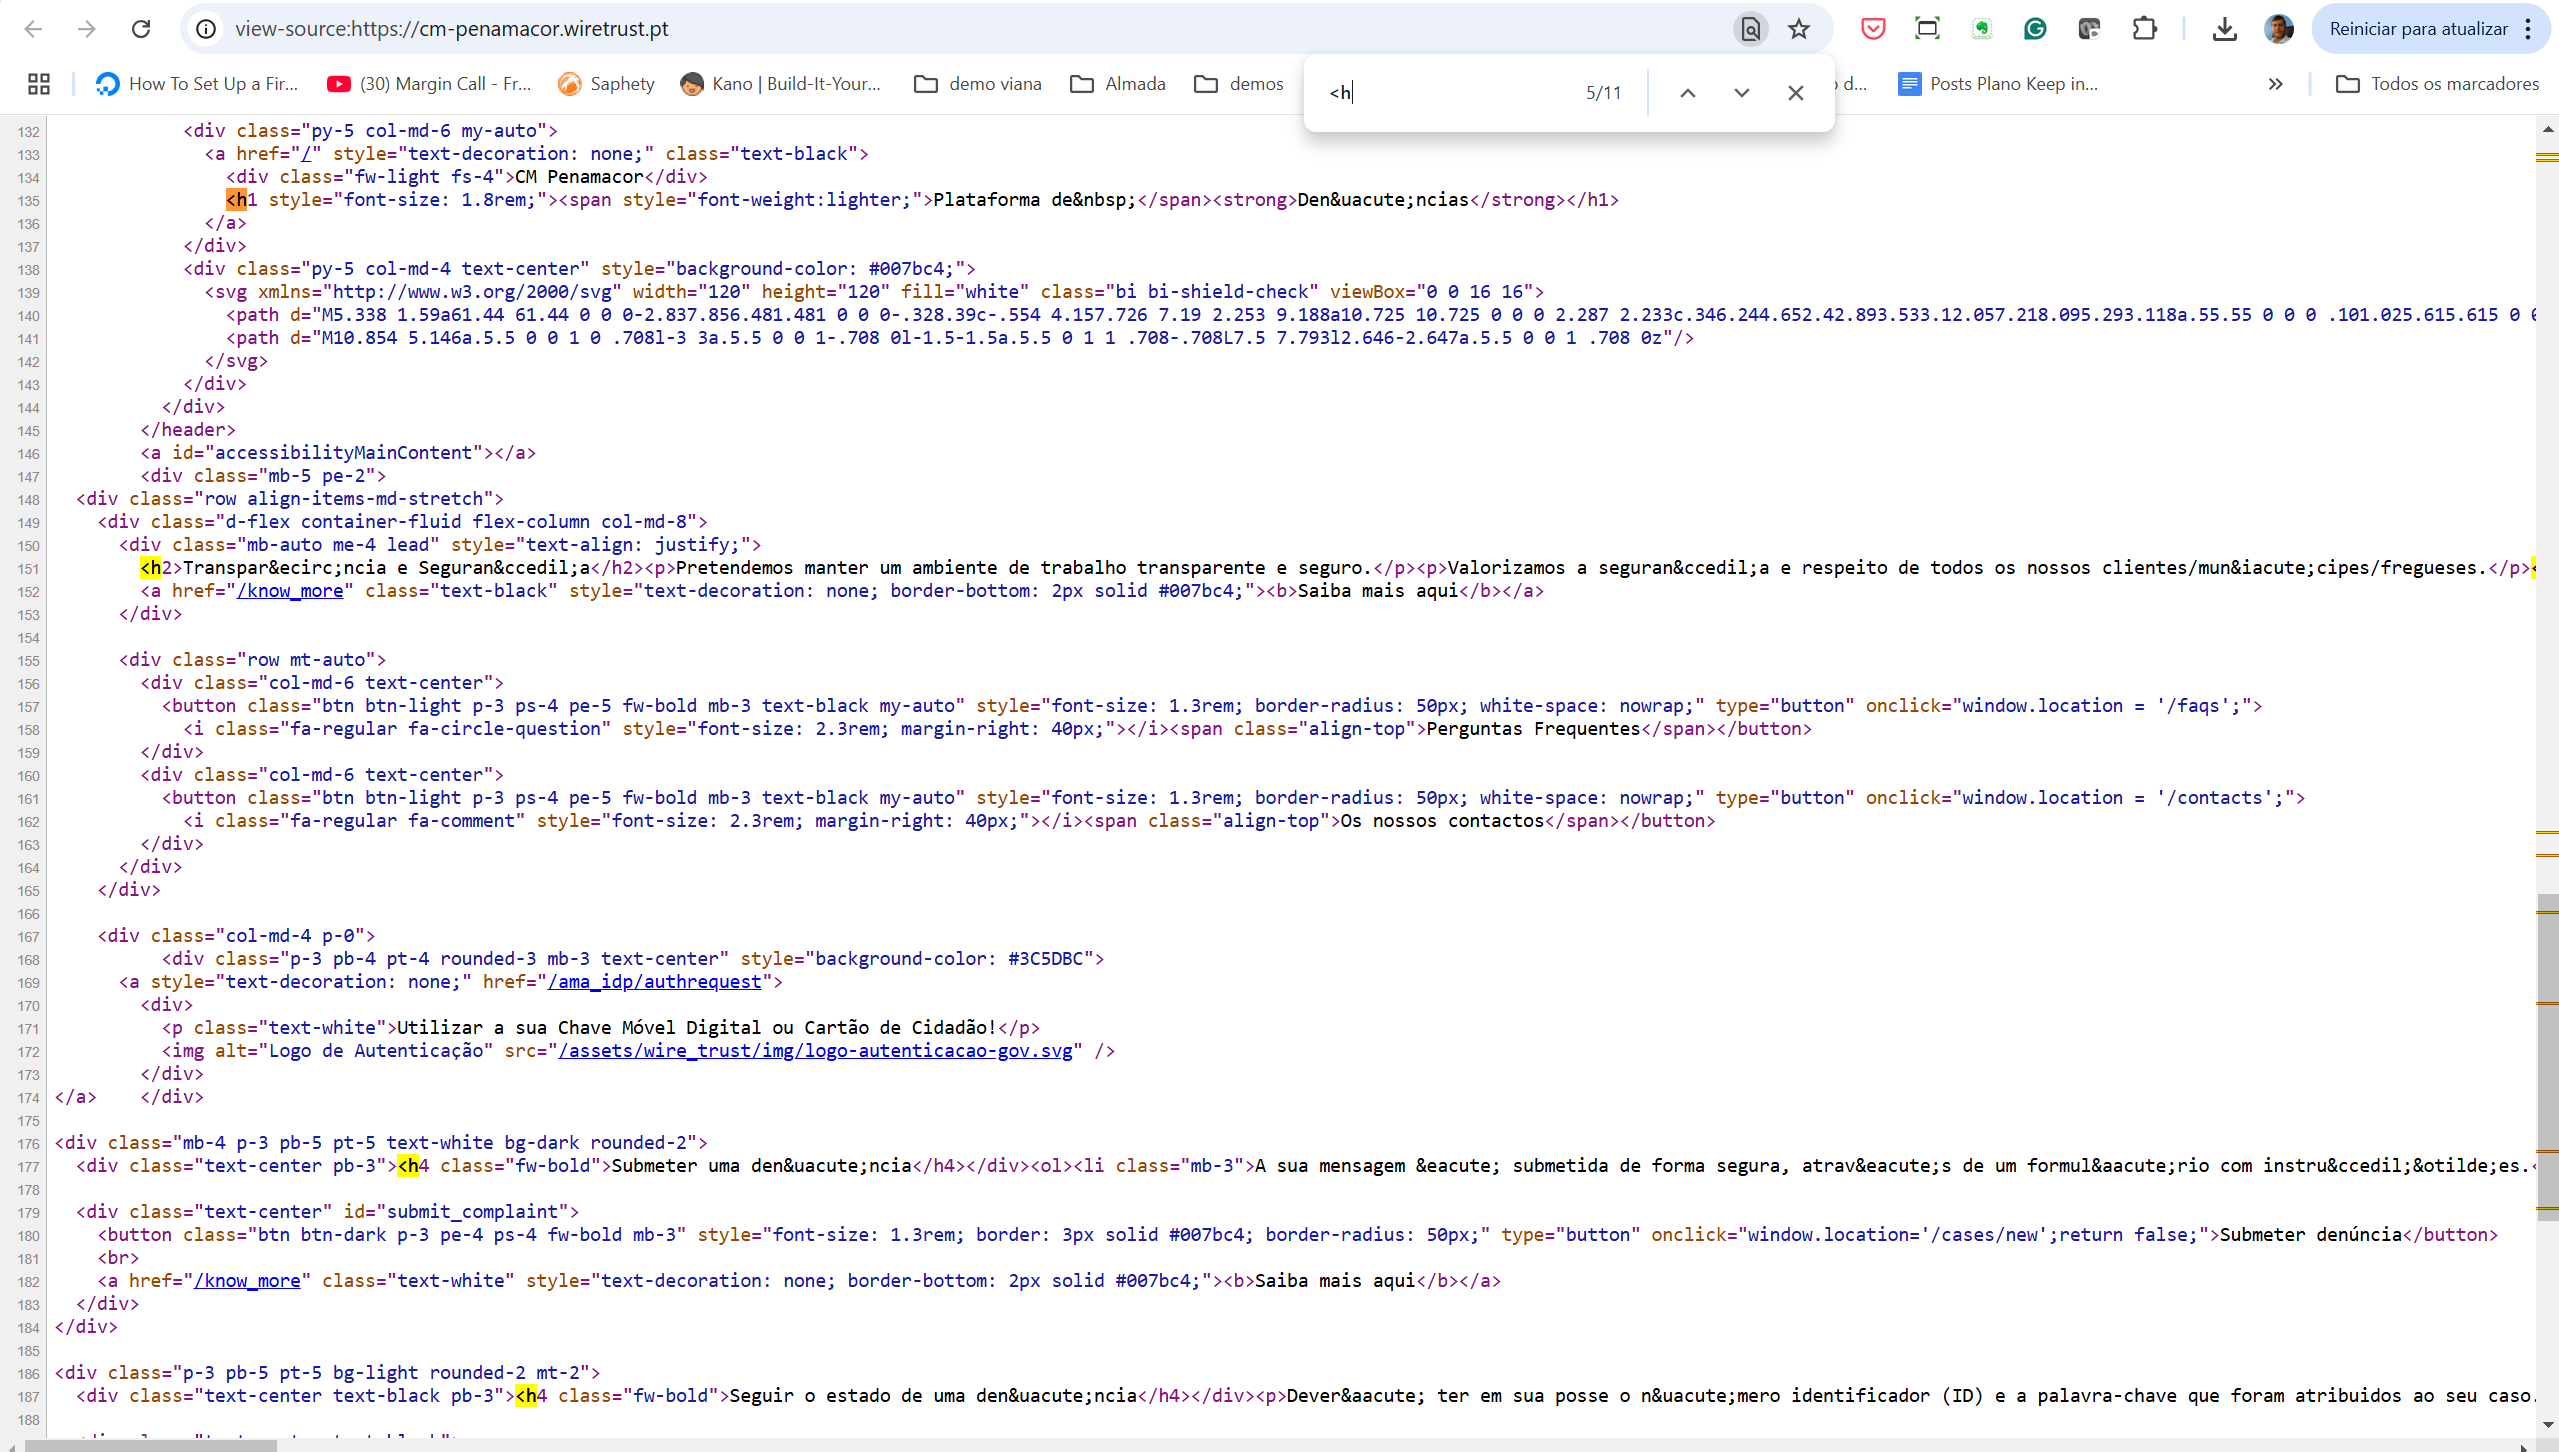 view-source:https://cm-penamacor.wiretrust.pt
Reiniciar para atualizar
How To Set Up a Fir...
(30) Margin Call - Fr...
Saphety
Kano | Build-It-Your...
demo viana
Almada
demos
<h
5/11
d...
Posts Plano Keep in...
Todos os marcadores
132 <div class="py-5 col-md-6 my-auto">
133 <a href="/" style="text-decoration: none;" class="text-black">
134 <div class="fw-light fs-4">CM Penamacor</div>
135 <h1 style="font-size: 1.8rem;"><span style="font-weight:lighter;">Plataforma de&nbsp;</span><strong>Den&uacute;ncias</strong></h1>
136 </a>
137 </div>
138 <div class="py-5 col-md-4 text-center" style="background-color: #007bc4;">
139 <svg xmlns="http://www.w3.org/2000/svg" width="120" height="120" fill="white" class="bi bi-shield-check" viewBox="0 0 16 16">
140 <path d="M5.338 1.59a61.44 61.44 0 0 0-2.837.856.481.481 0 0 0-.328.39c-.554 4.157.726 7.19 2.253 9.188a10.725 10.725 0 0 0 2.287 2.233c.346.244.652.42.893.533.12.057.218.095.293.118a.55.55 0 0 0 .101.025.615.615 0
141 <path d="M10.854 5.146a.5.5 0 0 1 0 .708l-3 3a.5.5 0 0 1-.708 0l-1.5-1.5a.5.5 0 1 1 .708-.708L7.5 7.793l2.646-2.647a.5.5 0 0 1 .708 0z"/>
142 </svg>
143 </div>
144 </div>
145 </header>
146 <a id="accessibilityMainContent"></a>
147 <div class="mb-5 pe-2">
148 <div class="row align-items-md-stretch">
149 <div class="d-flex container-fluid flex-column col-md-8">
150 <div class="mb-auto me-4 lead" style="text-align: justify;">
151 <h2>Transpar&ecirc;ncia e Seguran&ccedil;a</h2><p>Pretendemos manter um ambiente de trabalho transparente e seguro.</p><p>Valorizamos a seguran&ccedil;a e respeito de todos os nossos clientes/mun&iacute;cipes/fregueses.</p><
152 <a href="/know_more" class="text-black" style="text-decoration: none; border-bottom: 2px solid #007bc4;"><b>Saiba mais aqui</b></a>
153 </div>
154
155 <div class="row mt-auto">
156 <div class="col-md-6 text-center">
157 <button class="btn btn-light p-3 ps-4 pe-5 fw-bold mb-3 text-black my-auto" style="font-size: 1.3rem; border-radius: 50px; white-space: nowrap;" type="button" onclick="window.location = '/faqs';">
158 <i class="fa-regular fa-circle-question" style="font-size: 2.3rem; margin-right: 40px;"></i><span class="align-top">Perguntas Frequentes</span></button>
159 </div>
160 <div class="col-md-6 text-center">
161 <button class="btn btn-light p-3 ps-4 pe-5 fw-bold mb-3 text-black my-auto" style="font-size: 1.3rem; border-radius: 50px; white-space: nowrap;" type="button" onclick="window.location = '/contacts';">
162 <i class="fa-regular fa-comment" style="font-size: 2.3rem; margin-right: 40px;"></i><span class="align-top">Os nossos contactos</span></button>
163 </div>
164 </div>
165 </div>
166
167 <div class="col-md-4 p-0">
168 <div class="p-3 pb-4 pt-4 rounded-3 mb-3 text-center" style="background-color: #3C5DBC">
169 <a style="text-decoration: none;" href="/ama_idp/authrequest">
170 <div>
171 <p class="text-white">Utilizar a sua Chave Móvel Digital ou Cartão de Cidadão!</p>
172 <img alt="Logo de Autenticação" src="/assets/wire_trust/img/logo-autenticacao-gov.svg" />
173 </div>
174 </a> </div>
175
176 <div class="mb-4 p-3 pb-5 pt-5 text-white bg-dark rounded-2">
177 <div class="text-center pb-3"><h4 class="fw-bold">Submeter uma den&uacute;ncia</h4></div><ol><li class="mb-3">A sua mensagem &eacute; submetida de forma segura, atrav&eacute;s de um formul&aacute;rio com instru&ccedil;&otilde;es.<
178
179 <div class="text-center" id="submit_complaint">
180 <button class="btn btn-dark p-3 pe-4 ps-4 fw-bold mb-3" style="font-size: 1.3rem; border: 3px solid #007bc4; border-radius: 50px;" type="button" onclick="window.location='/cases/new';return false;">Submeter denúncia</button>
181 <br>
182 <a href="/know_more" class="text-white" style="text-decoration: none; border-bottom: 2px solid #007bc4;"><b>Saiba mais aqui</b></a>
183 </div>
184 </div>
185
186 <div class="p-3 pb-5 pt-5 bg-light rounded-2 mt-2">
187 <div class="text-center text-black pb-3"><h4 class="fw-bold">Seguir o estado de uma den&uacute;ncia</h4></div><p>Dever&aacute; ter em sua posse o n&uacute;mero identificador (ID) e a palavra-chave que foram atribuidos ao seu caso.
188